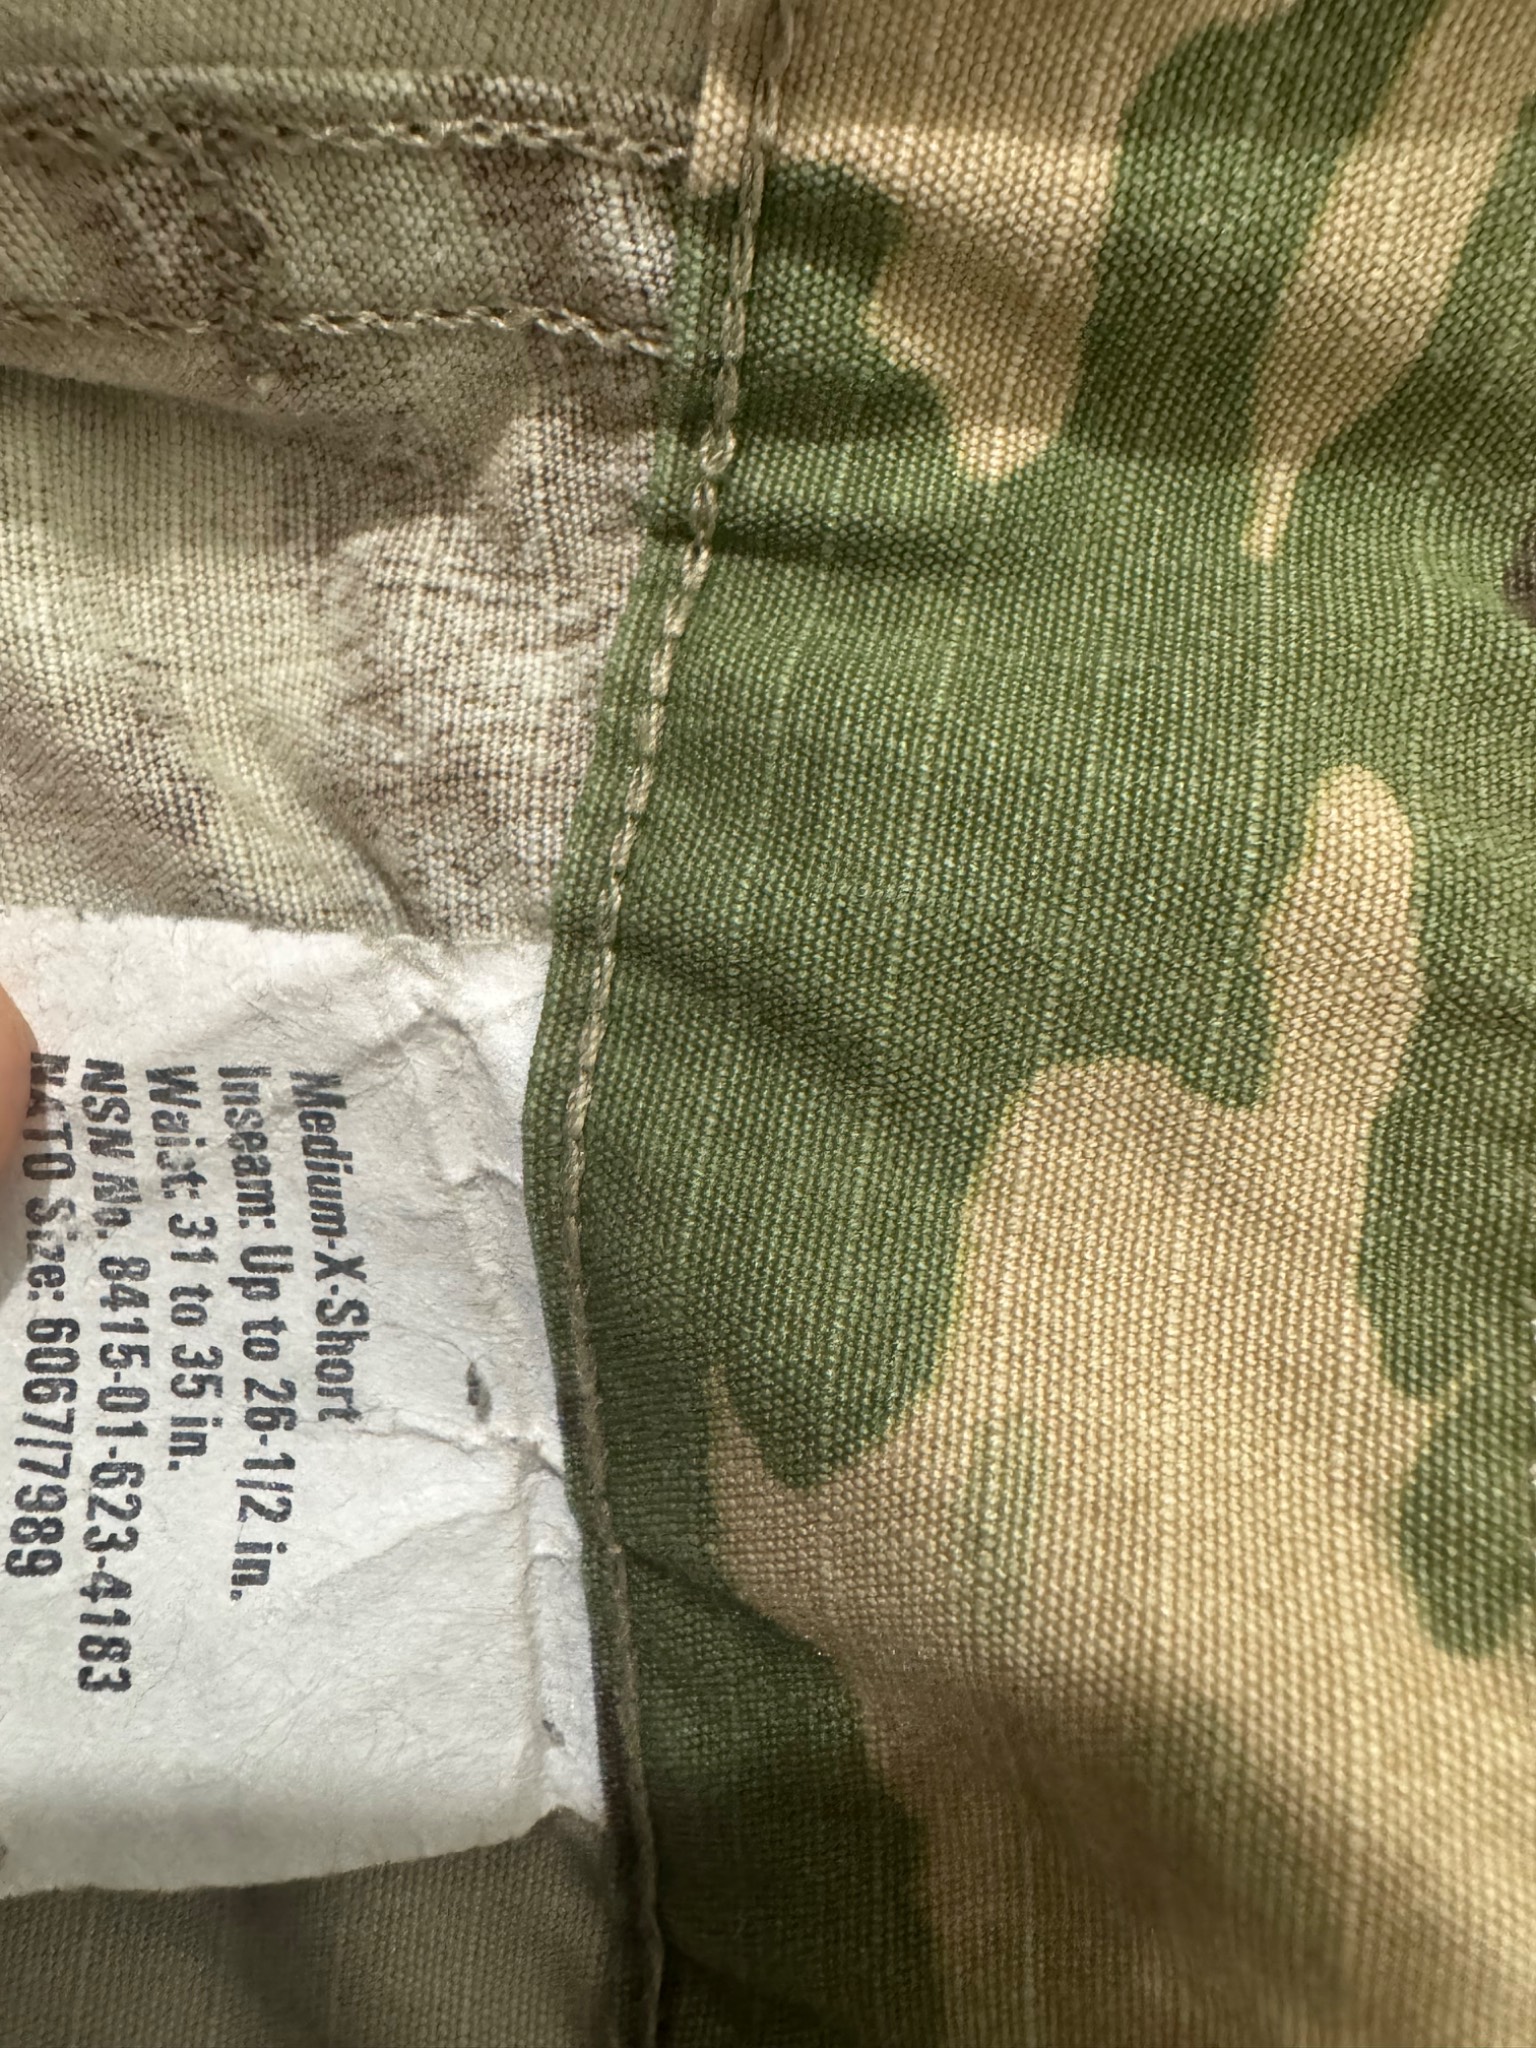 Medium-X-Short
Inseam: Up to 26-1/2 in.
Waist: 31 to 35 in.
NSN No. 8415-01-623-4183
NATO Size: 6067/7989